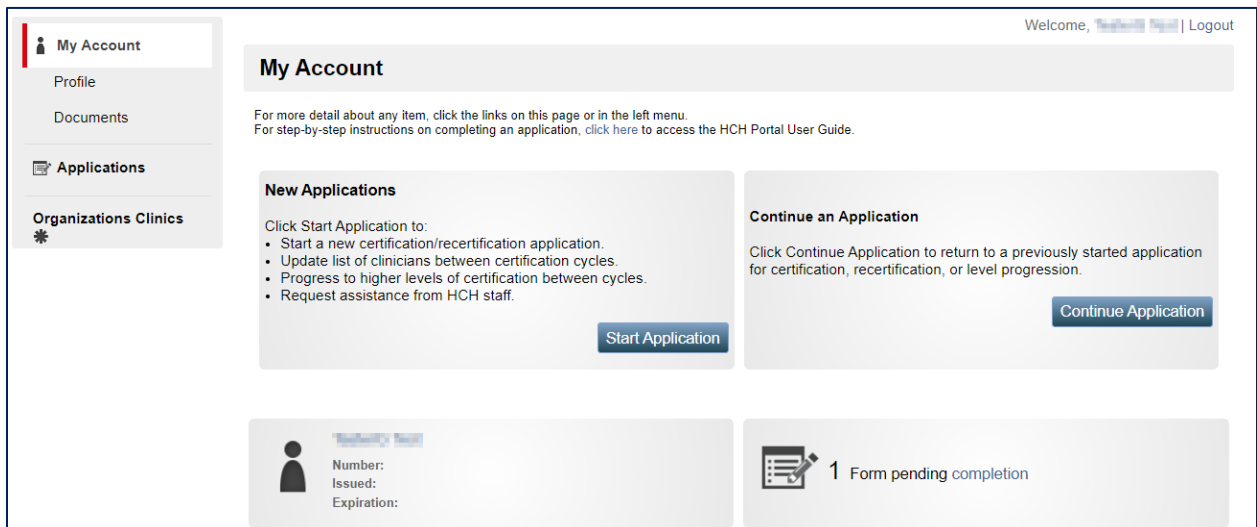 Welcome, | Logout
My Account
Profile
Documents
Applications
Organizations Clinics
My Account
For more detail about any item, click the links on this page or in the left menu.
For step-by-step instructions on completing an application, click here to access the HCH Portal User Guide.
New Applications
Click Start Application to:
• Start a new certification/recertification application.
• Update list of clinicians between certification cycles.
• Progress to higher levels of certification between cycles.
• Request assistance from HCH staff.
Start Application
Continue an Application
Click Continue Application to return to a previously started application
for certification, recertification, or level progression.
Continue Application
Number:
Issued:
Expiration:
1 Form pending completion